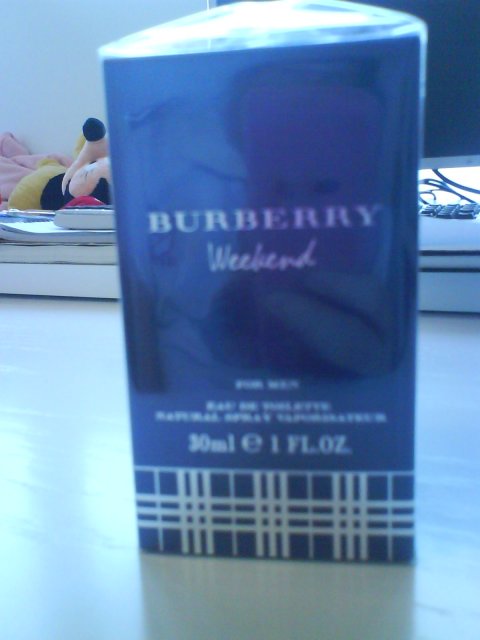 BURBERRY
Weekend
FOR MEN
EAU DE TOILETTE
NATURAL SPRAY VAPORISATEUR
30ml ℮ 1 FL.OZ.